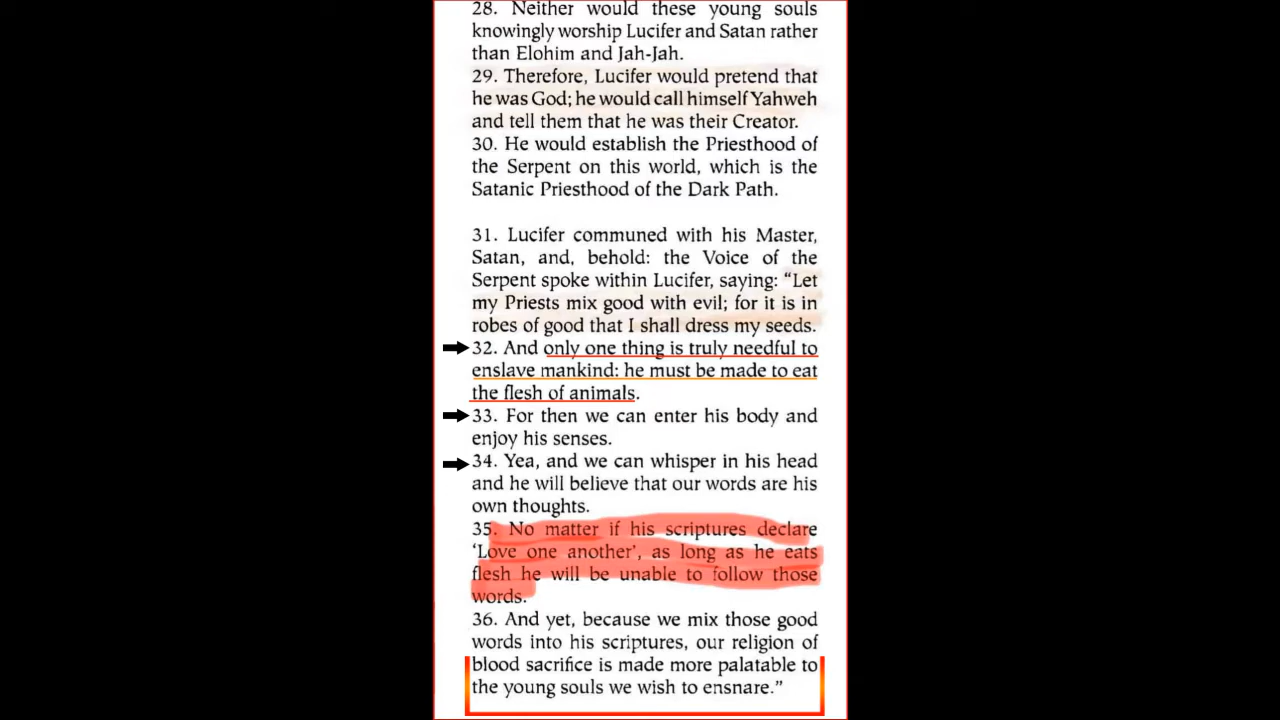 28. Neither would these young souls
knowingly worship Lucifer and Satan rather
than Elohim and Jah-Jah.
29. Therefore, Lucifer would pretend that
he was God; he would call himself Yahweh
and tell them that he was their Creator.
30. He would establish the Priesthood of
the Serpent on this world, which is the
Satanic Priesthood of the Dark Path.
31. Lucifer communed with his Master,
Satan, and, behold: the Voice of the
Serpent spoke within Lucifer, saying: “Let
my Priests mix good with evil; for it is in
robes of good that I shall dress my seeds.
32. And only one thing is truly needful to
enslave mankind: he must be made to eat
the flesh of animals.
33. For then we can enter his body and
enjoy his senses.
34. Yea, and we can whisper in his head
and he will believe that our words are his
own thoughts.
35. No matter if his scriptures declare
‘Love one another’, as long as he eats
flesh he will be unable to follow those
words.
36. And yet, because we mix those good
words into his scriptures, our religion of
blood sacrifice is made more palatable to
the young souls we wish to ensnare.”